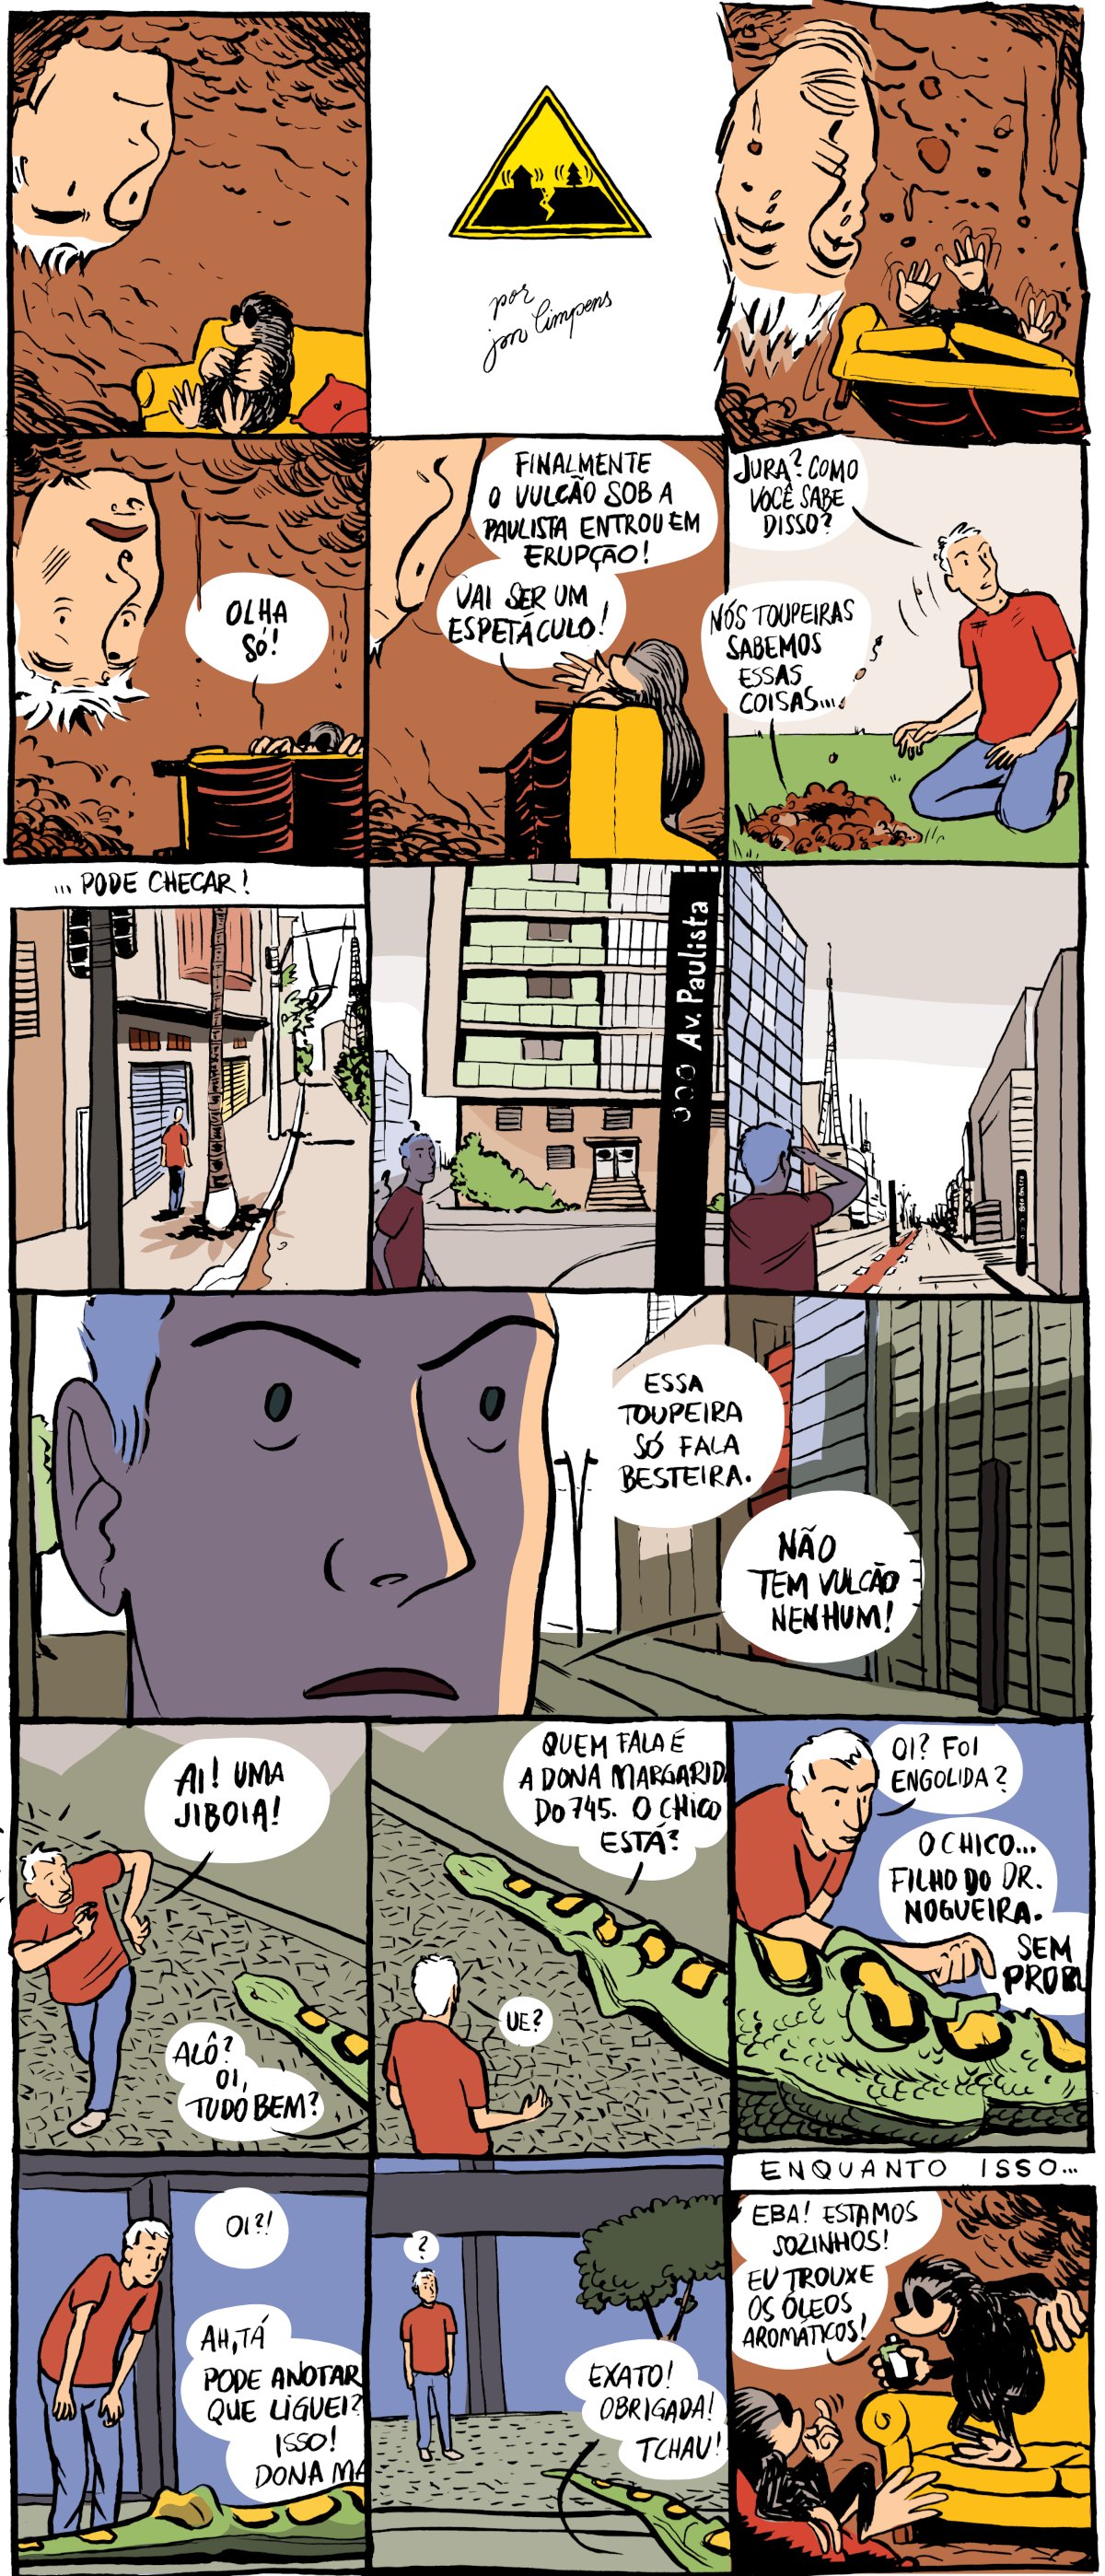 por
jan limpens
OLHA
SÓ!
FINALMENTE
O VULCÃO SOB A
PAULISTA ENTROU EM
ERUPÇÃO!
VAI SER UM
ESPETÁCULO!
JURA? COMO
VOCÊ SABE
DISSO?
NÓS TOUPEIRAS
SABEMOS
ESSAS
COISAS...
... PODE CHECAR!
Av. Paulista
ESSA
TOUPEIRA
SÓ FALA
BESTEIRA.
NÃO
TEM VULCÃO
NENHUM!
AI! UMA
JIBOIA!
ALÔ?
OI,
TUDO BEM?
QUEM FALA É
A DONA MARGARID
DO 745. O CHICO
ESTÁ?
UE?
OI? FOI
ENGOLIDA?
O CHICO...
FILHO DO DR.
NOGUEIRA.
SEM
PROBL
OI?!
AH, TÁ
PODE ANOTAR
QUE LIGUEI?
ISSO!
DONA MA
?
EXATO!
OBRIGADA!
TCHAU!
ENQUANTO ISSO...
EBA! ESTAMOS
SOZINHOS!
EU TROUXE
OS ÓLEOS
AROMÁTICOS!